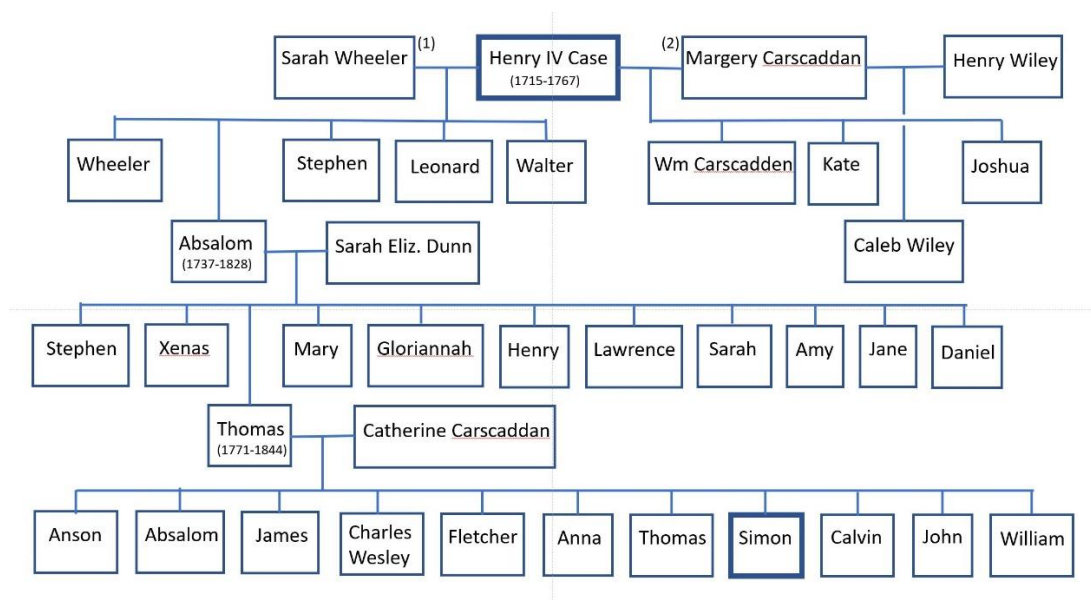 Sarah Wheeler
(1)
Henry IV Case
(1715-1767)
(2)
Margery Carscaddan
Henry Wiley
Wheeler
Stephen
Leonard
Walter
Wm Carscadden
Kate
Joshua
Absalom
(1737-1828)
Sarah Eliz. Dunn
Caleb Wiley
Stephen
Xenas
Mary
Gloriannah
Henry
Lawrence
Sarah
Amy
Jane
Daniel
Thomas
(1771-1844)
Catherine Carscaddan
Anson
Absalom
James
Charles
Wesley
Fletcher
Anna
Thomas
Simon
Calvin
John
William